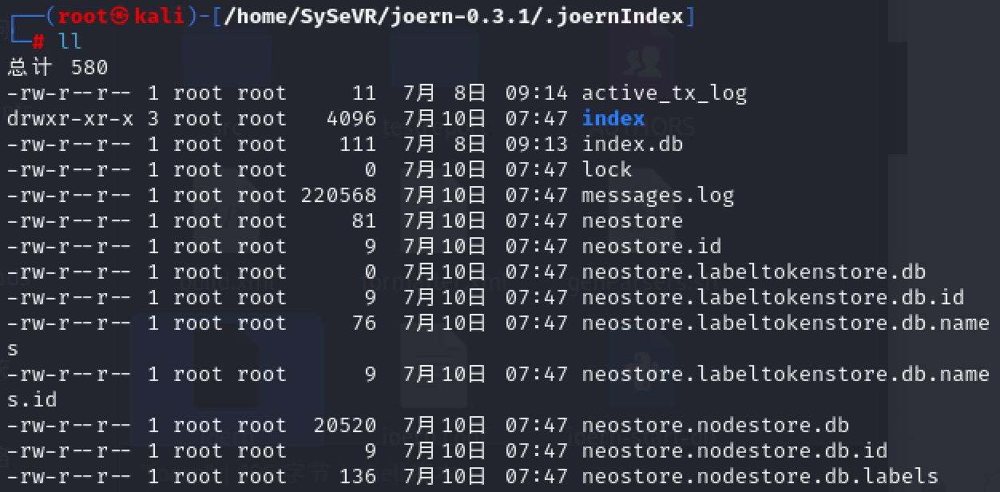 ┌──(root㉿kali)-[/home/SySeVR/joern-0.3.1/.joernIndex]
└─# ll
总计 580
-rw-r--r-- 1 root root     11  7月  8日 09:14 active_tx_log
drwxr-xr-x 3 root root   4096  7月 10日 07:47 index
-rw-r--r-- 1 root root    111  7月  8日 09:13 index.db
-rw-r--r-- 1 root root      0  7月 10日 07:47 lock
-rw-r--r-- 1 root root 220568  7月 10日 07:47 messages.log
-rw-r--r-- 1 root root     81  7月 10日 07:47 neostore
-rw-r--r-- 1 root root      9  7月 10日 07:47 neostore.id
-rw-r--r-- 1 root root      0  7月 10日 07:47 neostore.labeltokenstore.db
-rw-r--r-- 1 root root      9  7月 10日 07:47 neostore.labeltokenstore.db.id
-rw-r--r-- 1 root root     76  7月 10日 07:47 neostore.labeltokenstore.db.name
s
-rw-r--r-- 1 root root      9  7月 10日 07:47 neostore.labeltokenstore.db.name
s.id
-rw-r--r-- 1 root root  20520  7月 10日 07:47 neostore.nodestore.db
-rw-r--r-- 1 root root      9  7月 10日 07:47 neostore.nodestore.db.id
-rw-r--r-- 1 root root    136  7月 10日 07:47 neostore.nodestore.db.labels